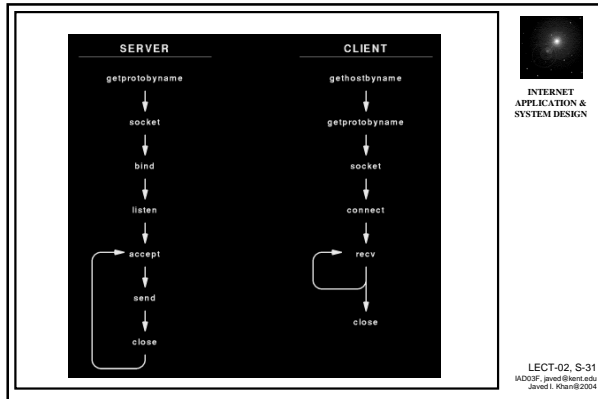 SERVER
getprotobyname
socket
bind
listen
accept
send
close
CLIENT
gethostbyname
getprotobyname
socket
connect
recv
close
INTERNET
APPLICATION &
SYSTEM DESIGN
LECT-02, S-31
IAD03F, javed@kent.edu
Javed I. Khan@2004